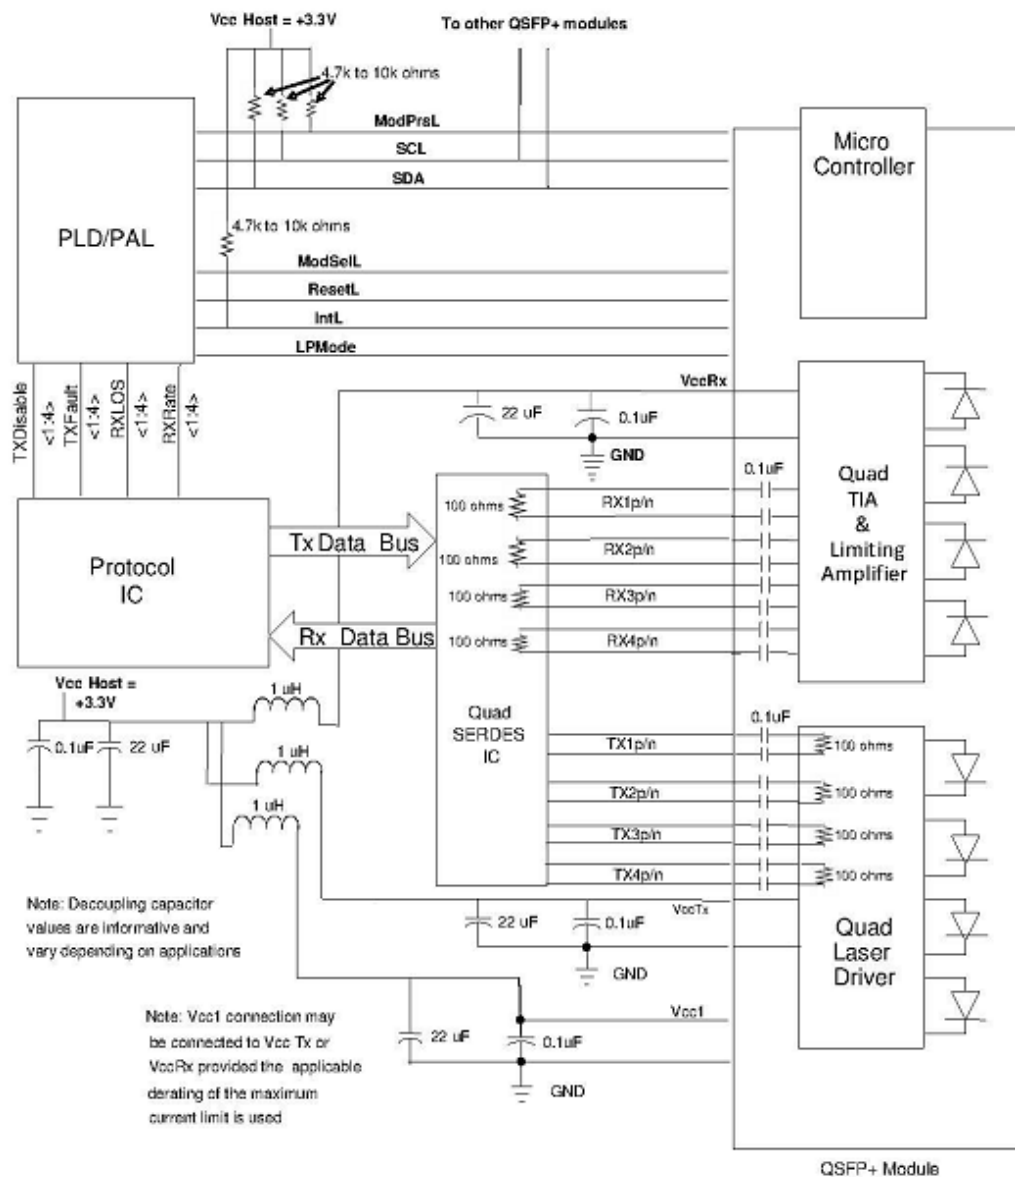 Vcc Host = +3.3V
To other QSFP+ modules
4.7k to 10k ohms
ModPrsL
SCL
SDA
Micro
Controller
PLD/PAL
4.7k to 10k ohms
ModSelL
ResetL
IntL
LPMode
TXDisable
<1:4>
TXFault
<1:4>
RXLOS
<1:4>
RXRate
<1:4>
VccRx
22 uF
0.1uF
GND
0.1uF
Quad
TIA
&
Limiting
Amplifier
100 ohms
RX1p/n
100 ohms
RX2p/n
100 ohms
RX3p/n
100 ohms
RX4p/n
Tx Data Bus
Protocol
IC
Rx Data Bus
Vcc Host =
+3.3V
0.1uF
22 uF
1 uH
1 uH
1 uH
Quad
SERDES
IC
0.1uF
TX1p/n
100 ohms
TX2p/n
100 ohms
TX3p/n
100 ohms
TX4p/n
100 ohms
VccTx
22 uF
0.1uF
GND
Quad
Laser
Driver
Note: Decoupling capacitor
values are informative and
vary depending on applications
Vcc1
22 uF
0.1uF
GND
Note: Vcc1 connection may
be connected to Vcc Tx or
VccRx provided the applicable
derating of the maximum
current limit is used
QSFP+ Module